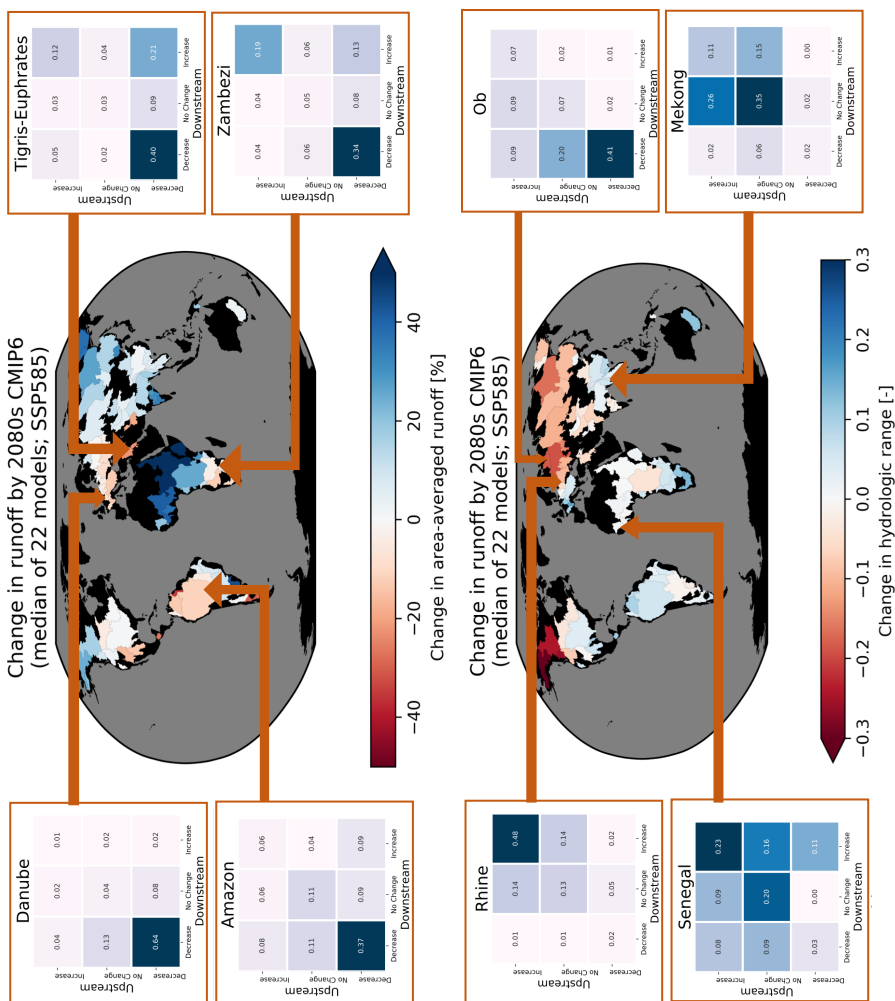 Danube
Upstream
Increase 0.04 0.02 0.01
No Change 0.13 0.04 0.02
Decrease 0.64 0.08 0.02
Decrease No Change Increase
Downstream
Amazon
Upstream
Increase 0.08 0.06 0.06
No Change 0.11 0.11 0.04
Decrease 0.37 0.09 0.09
Decrease No Change Increase
Downstream
Change in runoff by 2080s CMIP6
(median of 22 models; SSP585)
−40 −20 0 20 40
Change in area-averaged runoff [%]
Tigris-Euphrates
Upstream
Increase 0.05 0.03 0.12
No Change 0.02 0.03 0.04
Decrease 0.40 0.09 0.21
Decrease No Change Increase
Downstream
Zambezi
Upstream
Increase 0.04 0.04 0.19
No Change 0.06 0.05 0.06
Decrease 0.34 0.08 0.13
Decrease No Change Increase
Downstream
Rhine
Upstream
Increase 0.01 0.14 0.48
No Change 0.01 0.13 0.14
Decrease 0.02 0.05 0.02
Decrease No Change Increase
Downstream
Senegal
Upstream
Increase 0.08 0.09 0.23
No Change 0.09 0.20 0.16
Decrease 0.03 0.00 0.11
Decrease No Change Increase
Downstream
Change in runoff by 2080s CMIP6
(median of 22 models; SSP585)
−0.3 −0.2 −0.1 0.0 0.1 0.2 0.3
Change in hydrologic range [-]
Ob
Upstream
Increase 0.09 0.09 0.07
No Change 0.20 0.07 0.02
Decrease 0.41 0.02 0.01
Decrease No Change Increase
Downstream
Mekong
Upstream
Increase 0.02 0.26 0.11
No Change 0.06 0.35 0.15
Decrease 0.02 0.02 0.00
Decrease No Change Increase
Downstream